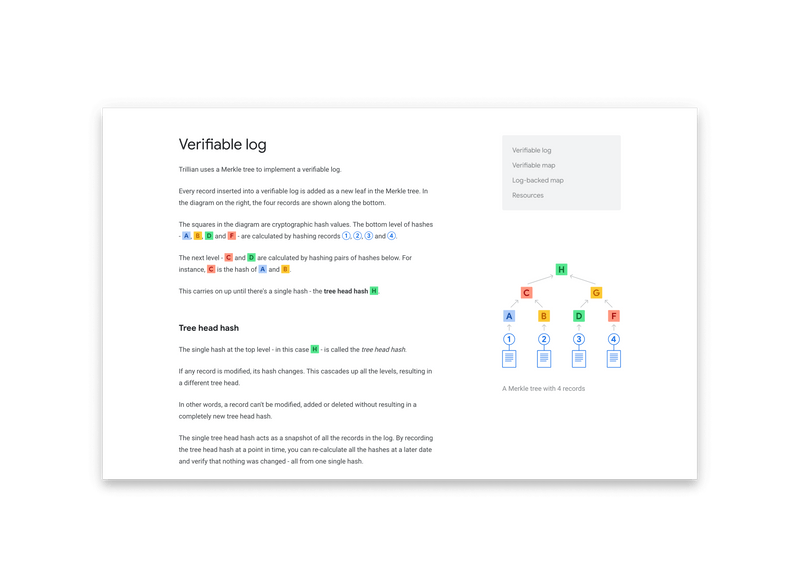 Verifiable log
Trillian uses a Merkle tree to implement a verifiable log.
Every record inserted into a verifiable log is added as a new leaf in the Merkle tree. In
the diagram on the right, the four records are shown along the bottom.
The squares in the diagram are cryptographic hash values. The bottom level of hashes
- A, B, D and F - are calculated by hashing records 1, 2, 3 and 4.
The next level - C and D are calculated by hashing pairs of hashes below. For
instance, C is the hash of A and B.
This carries on up until there's a single hash - the tree head hash H.
Tree head hash
The single hash at the top level - in this case H - is called the tree head hash.
If any record is modified, its hash changes. This cascades up all the levels, resulting in
a different tree head.
In other words, a record can't be modified, added or deleted without resulting in a
completely new tree head hash.
The single tree head hash acts as a snapshot of all the records in the log. By recording
the tree head hash at a point in time, you can re-calculate all the hashes at a later date
and verify that nothing was changed - all from one single hash.
Verifiable log
Verifiable map
Log-backed map
Resources
H
C G
A B D F
1 2 3 4
A Merkle tree with 4 records